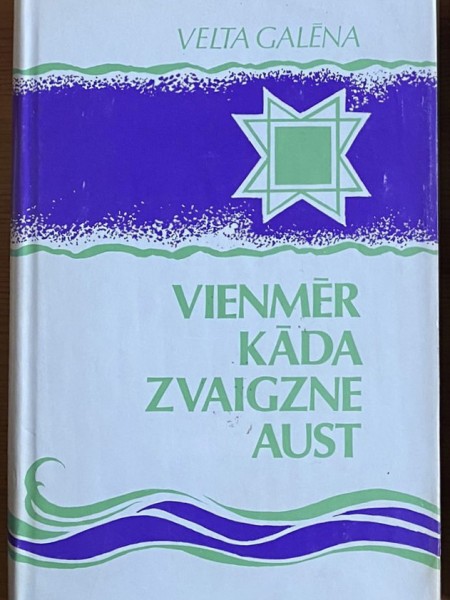 VELTA GALĒNA
VIENMĒR
KĀDA
ZVAIGZNE
AUST